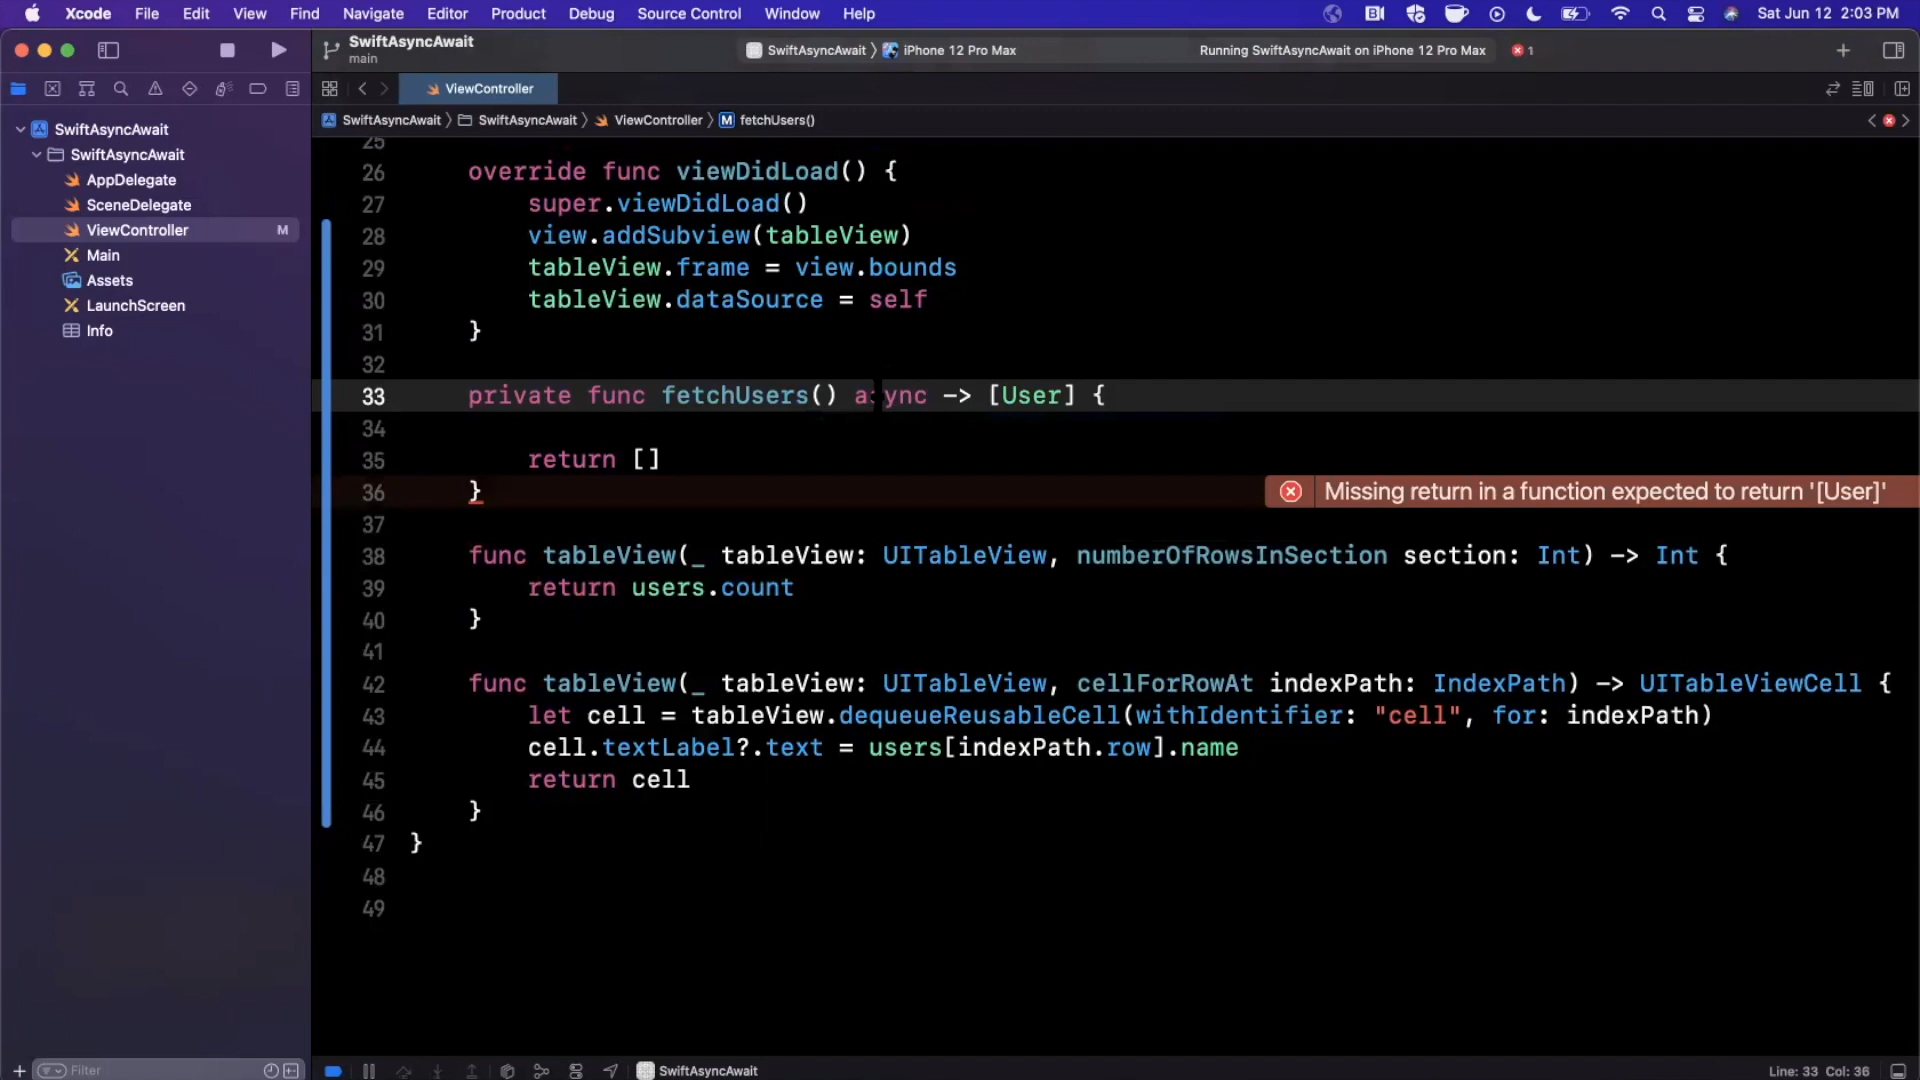 Xcode File Edit View Find Navigate Editor Product Debug Source Control Window Help Sat Jun 12 2:03 PM
SwiftAsyncAwait
main
SwiftAsyncAwait iPhone 12 Pro Max
Running SwiftAsyncAwait on iPhone 12 Pro Max 1
ViewController
SwiftAsyncAwait SwiftAsyncAwait ViewController M fetchUsers()
SwiftAsyncAwait
SwiftAsyncAwait
AppDelegate
SceneDelegate
ViewController M
Main
Assets
LaunchScreen
Info
25
26 override func viewDidLoad() {
27 super.viewDidLoad()
28 view.addSubview(tableView)
29 tableView.frame = view.bounds
30 tableView.dataSource = self
31 }
32
33 private func fetchUsers() async -> [User] {
34
35 return []
36 } Missing return in a function expected to return '[User]'
37
38 func tableView(_ tableView: UITableView, numberOfRowsInSection section: Int) -> Int {
39 return users.count
40 }
41
42 func tableView(_ tableView: UITableView, cellForRowAt indexPath: IndexPath) -> UITableViewCell {
43 let cell = tableView.dequeueReusableCell(withIdentifier: "cell", for: indexPath)
44 cell.textLabel?.text = users[indexPath.row].name
45 return cell
46 }
47 }
48
49
Filter
SwiftAsyncAwait
Line: 33 Col: 36